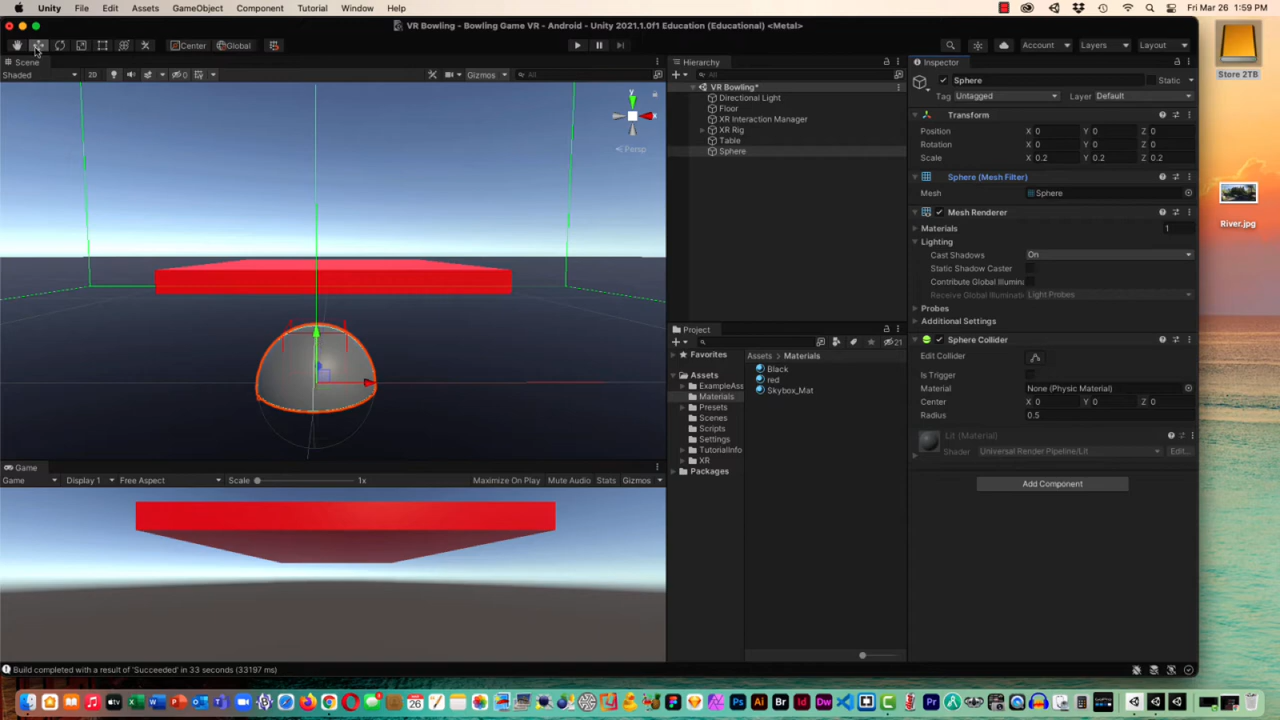 Unity File Edit Assets GameObject Component Tutorial Window Help Fri Mar 26 1:59 PM
VR Bowling - Bowling Game VR - Android - Unity 2021.1.0f1 Education (Educational) <Metal>
Center Global Account Layers Layout
Scene
Shaded 2D 0 Gizmos All
y
x
Persp
Game
Game Display 1 Free Aspect Scale 1x Maximize On Play Mute Audio Stats Gizmos
Hierarchy
All
VR Bowling*
Directional Light
Floor
XR Interaction Manager
XR Rig
Table
Sphere
Project
21
Favorites
Assets
ExampleAss
Materials
Presets
Scenes
Scripts
Settings
TutorialInfo
XR
Packages
Assets Materials
Black
red
Skybox_Mat
Inspector
Sphere Static
Tag Untagged Layer Default
Transform
Position X 0 Y 0 Z 0
Rotation X 0 Y 0 Z 0
Scale X 0.2 Y 0.2 Z 0.2
Sphere (Mesh Filter)
Mesh Sphere
Mesh Renderer
Materials 1
Lighting
Cast Shadows On
Static Shadow Caster
Contribute Global Illumina
Receive Global Illuminat Light Probes
Probes
Additional Settings
Sphere Collider
Edit Collider
Is Trigger
Material None (Physic Material)
Center X 0 Y 0 Z 0
Radius 0.5
Lit (Material)
Shader Universal Render Pipeline/Lit Edit...
Add Component
Build completed with a result of 'Succeeded' in 33 seconds (33197 ms)
Store 2TB
River.jpg